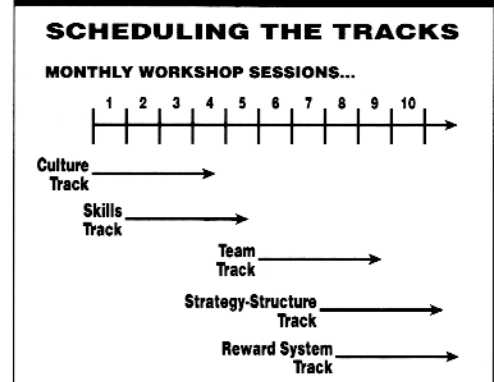 SCHEDULING THE TRACKS
MONTHLY WORKSHOP SESSIONS...
1 2 3 4 5 6 7 8 9 10
Culture
Track
Skills
Track
Team
Track
Strategy-Structure
Track
Reward System
Track